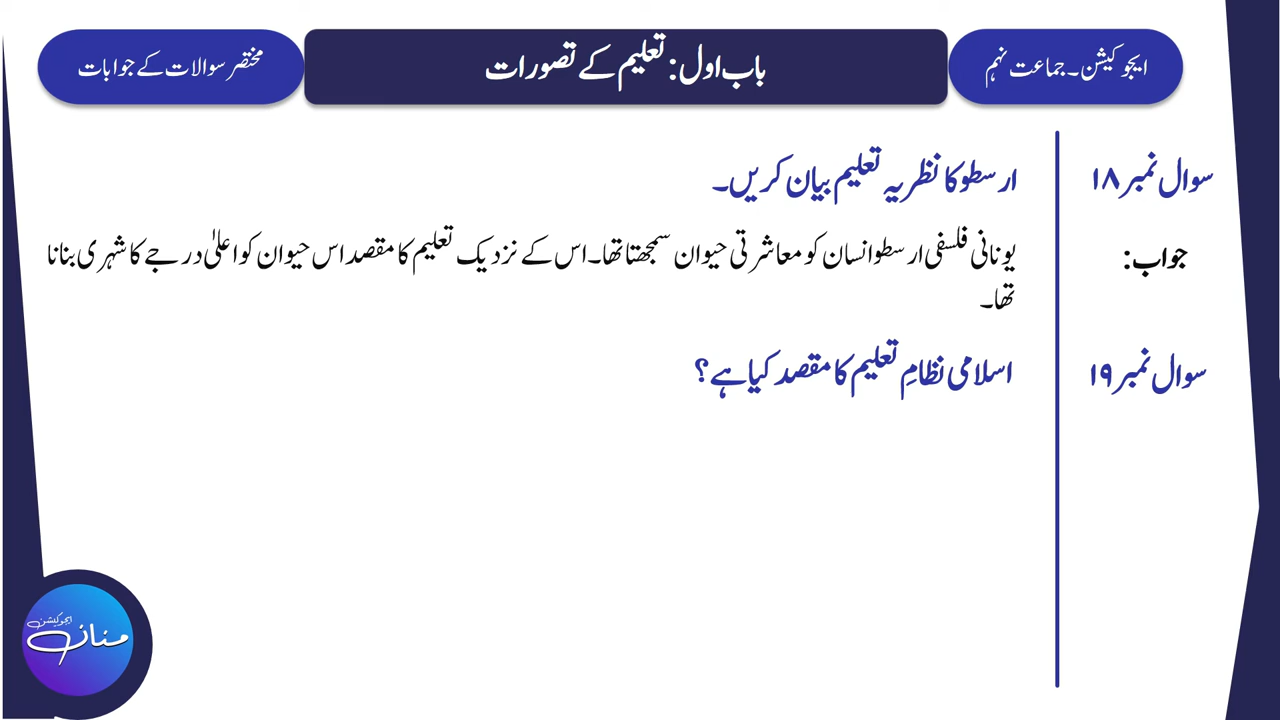 ایجوکیشن۔جماعت نہم
باب اول: تعلیم کے تصورات
مختصر سوالات کے جوابات
سوال نمبر ۱۸
ارسطو کا نظریہ تعلیم بیان کریں۔
جواب:
یونانی فلسفی ارسطو انسان کو معاشرتی حیوان سمجھتا تھا۔ اس کے نزدیک تعلیم کا مقصد اس حیوان کو اعلیٰ درجے کا شہری بنانا
تھا۔
سوال نمبر ۱۹
اسلامی نظامِ تعلیم کا مقصد کیا ہے؟
ایجوکیشن
منان